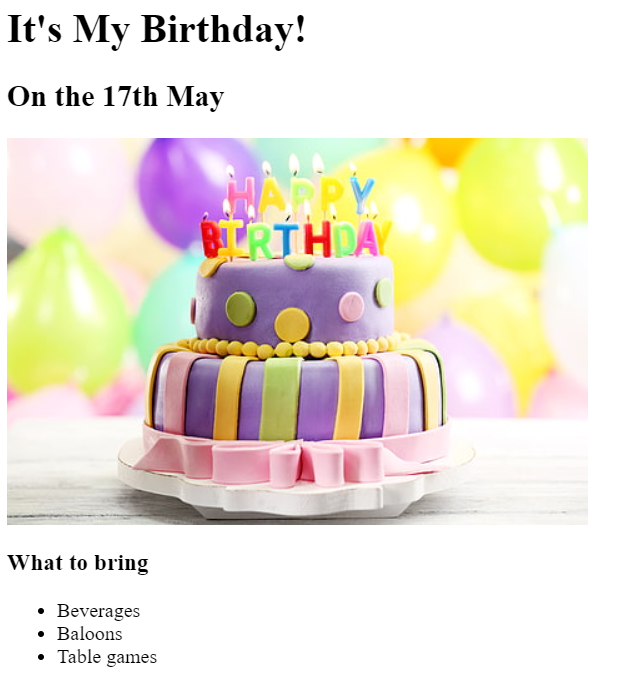 It's My Birthday!
On the 17th May
HAPPY
BIRTHDAY
What to bring
Beverages
Baloons
Table games